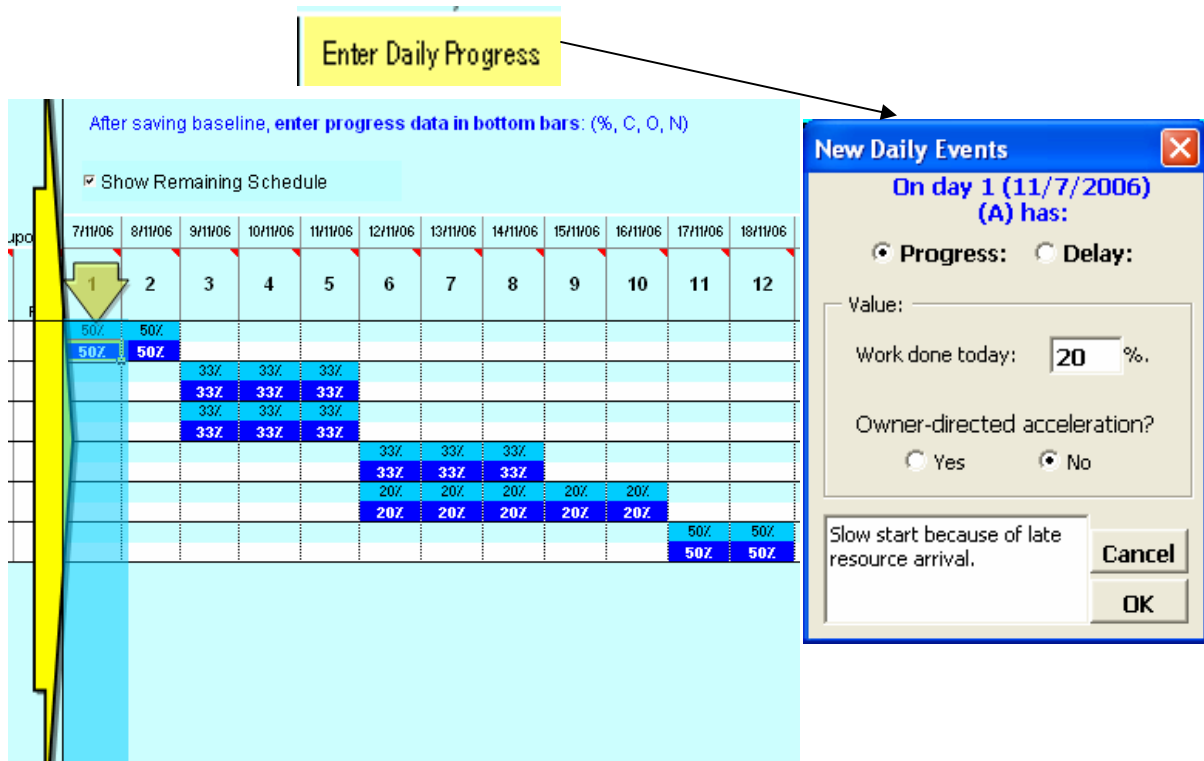 Enter Daily Progress
After saving baseline, enter progress data in bottom bars: (%, C, O, N)
Show Remaining Schedule
7/11/06 8/11/06 9/11/06 10/11/06 11/11/06 12/11/06 13/11/06 14/11/06 15/11/06 16/11/06 17/11/06 18/11/06
1 2 3 4 5 6 7 8 9 10 11 12
50% 50%
50% 50%
33% 33% 33%
33% 33% 33%
33% 33% 33%
33% 33% 33%
33% 33% 33%
33% 33% 33%
20% 20% 20% 20% 20%
20% 20% 20% 20% 20%
50% 50%
50% 50%
New Daily Events
On day 1 (11/7/2006)
(A) has:
Progress: Delay:
Value:
Work done today: 20 %.
Owner-directed acceleration?
Yes No
Slow start because of late
resource arrival.
Cancel
OK